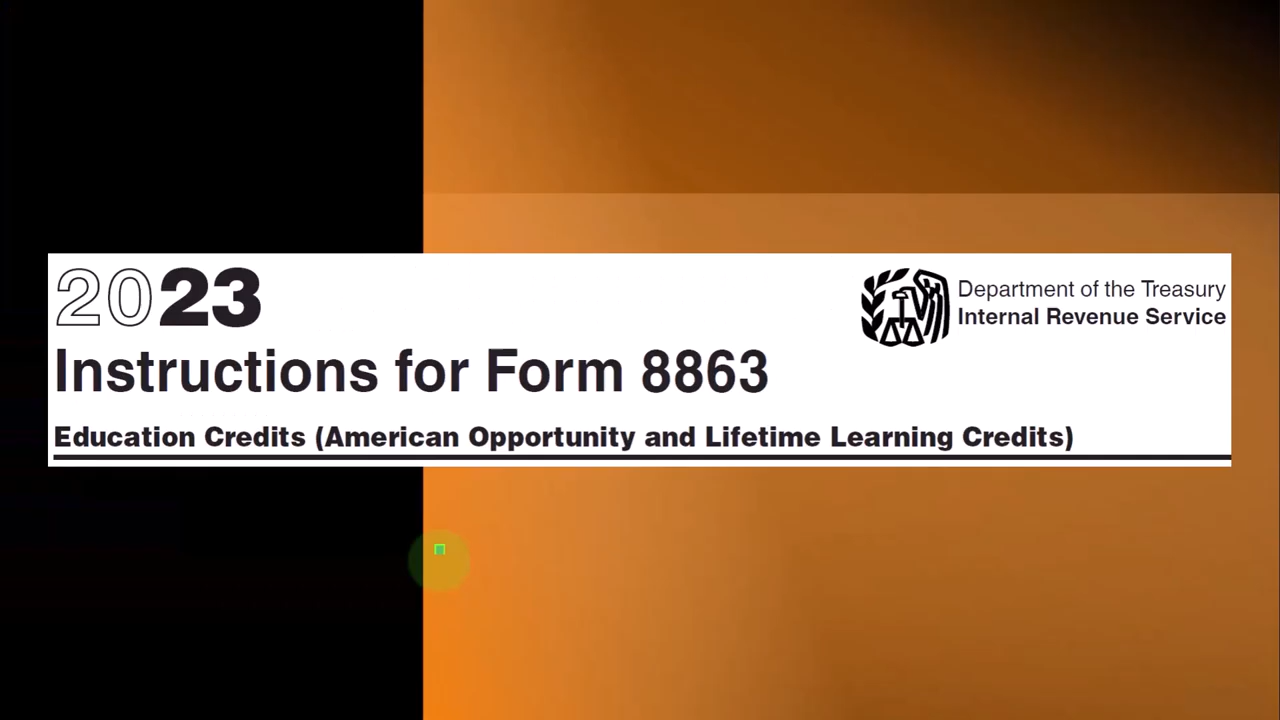 2023
Department of the Treasury
Internal Revenue Service
Instructions for Form 8863
Education Credits (American Opportunity and Lifetime Learning Credits)